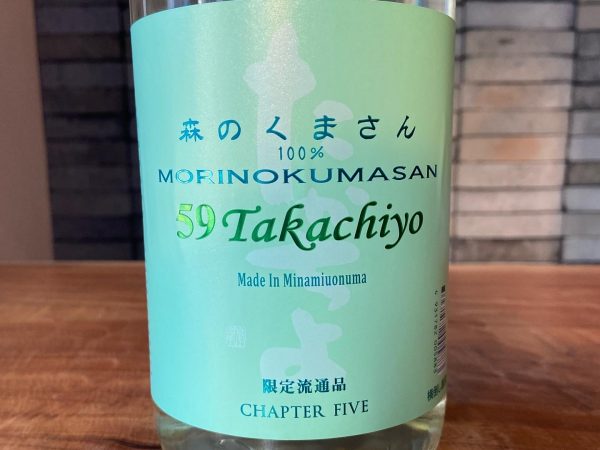 森のくまさん
100%
MORINOKUMASAN
59 Takachiyo
Made In Minamiuonuma
限定流通品
CHAPTER FIVE